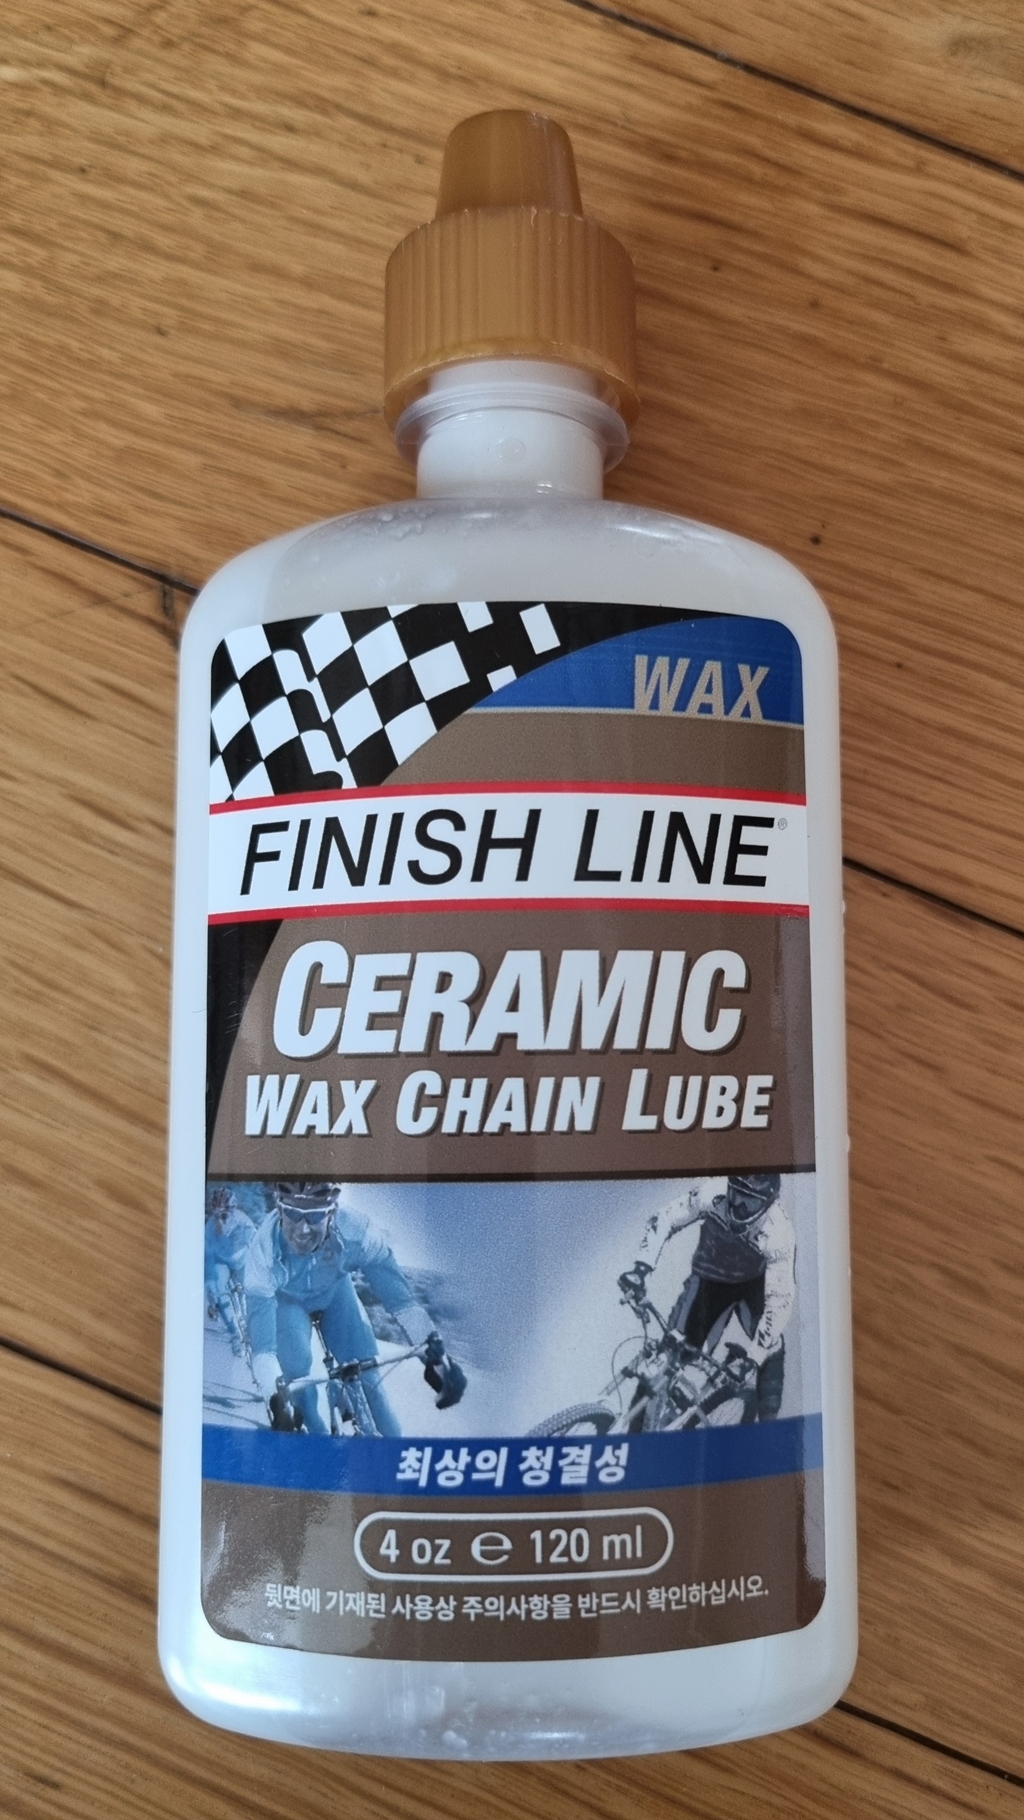 WAX
FINISH LINE®
CERAMIC
WAX CHAIN LUBE
최상의 청결성
4 oz ℮ 120 ml
뒷면에 기재된 사용상 주의사항을 반드시 확인하십시오.